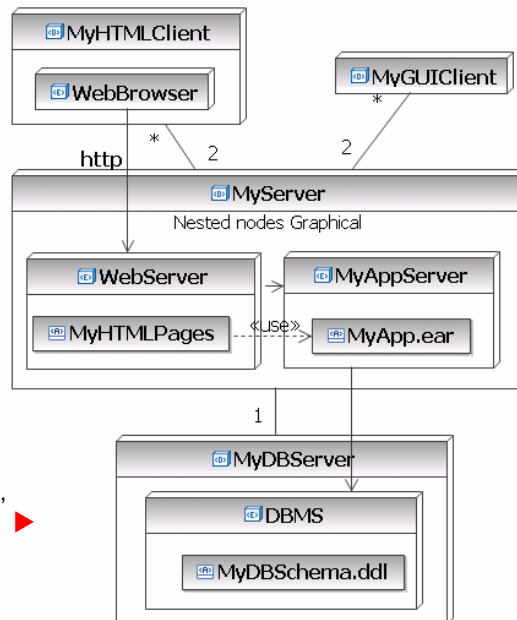 «D» MyHTMLClient
«E» WebBrowser
«D» MyGUIClient
*
*
http
2
2
«D» MyServer
Nested nodes Graphical
«E» WebServer
«E» MyAppServer
«A» MyHTMLPages
«use»
«A» MyApp.ear
1
«D» MyDBServer
,
«E» DBMS
«A» MyDBSchema.ddl